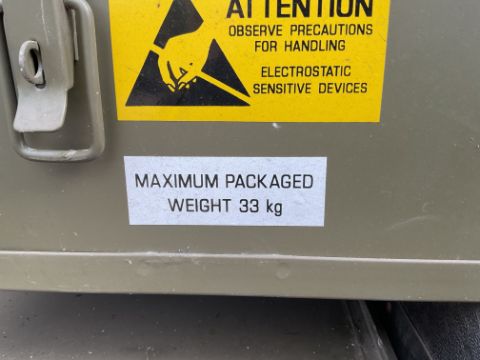 ATTENTION
OBSERVE PRECAUTIONS
FOR HANDLING
ELECTROSTATIC
SENSITIVE DEVICES
MAXIMUM PACKAGED
WEIGHT 33 kg